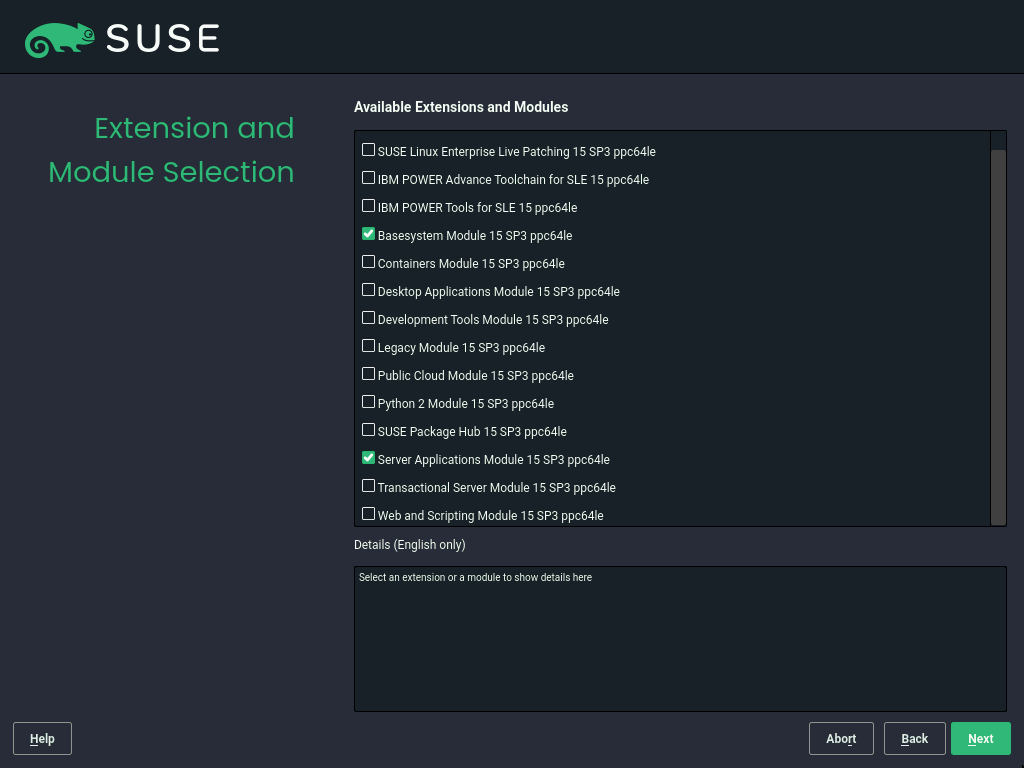 SUSE
Extension and
Module Selection
Available Extensions and Modules
SUSE Linux Enterprise Live Patching 15 SP3 ppc64le
IBM POWER Advance Toolchain for SLE 15 ppc64le
IBM POWER Tools for SLE 15 ppc64le
Basesystem Module 15 SP3 ppc64le
Containers Module 15 SP3 ppc64le
Desktop Applications Module 15 SP3 ppc64le
Development Tools Module 15 SP3 ppc64le
Legacy Module 15 SP3 ppc64le
Public Cloud Module 15 SP3 ppc64le
Python 2 Module 15 SP3 ppc64le
SUSE Package Hub 15 SP3 ppc64le
Server Applications Module 15 SP3 ppc64le
Transactional Server Module 15 SP3 ppc64le
Web and Scripting Module 15 SP3 ppc64le
Details (English only)
Select an extension or a module to show details here
Help
Abort
Back
Next